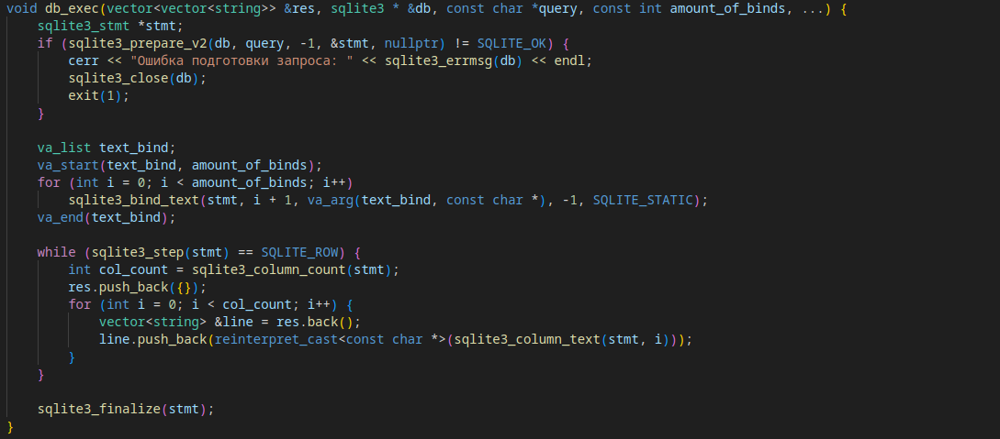 void db_exec(vector<vector<string>> &res, sqlite3 * &db, const char *query, const int amount_of_binds, ...) {
    sqlite3_stmt *stmt;
    if (sqlite3_prepare_v2(db, query, -1, &stmt, nullptr) != SQLITE_OK) {
        cerr << "Ошибка подготовки запроса: " << sqlite3_errmsg(db) << endl;
        sqlite3_close(db);
        exit(1);
    }

    va_list text_bind;
    va_start(text_bind, amount_of_binds);
    for (int i = 0; i < amount_of_binds; i++)
        sqlite3_bind_text(stmt, i + 1, va_arg(text_bind, const char *), -1, SQLITE_STATIC);
    va_end(text_bind);

    while (sqlite3_step(stmt) == SQLITE_ROW) {
        int col_count = sqlite3_column_count(stmt);
        res.push_back({});
        for (int i = 0; i < col_count; i++) {
            vector<string> &line = res.back();
            line.push_back(reinterpret_cast<const char *>(sqlite3_column_text(stmt, i)));
        }
    }

    sqlite3_finalize(stmt);
}